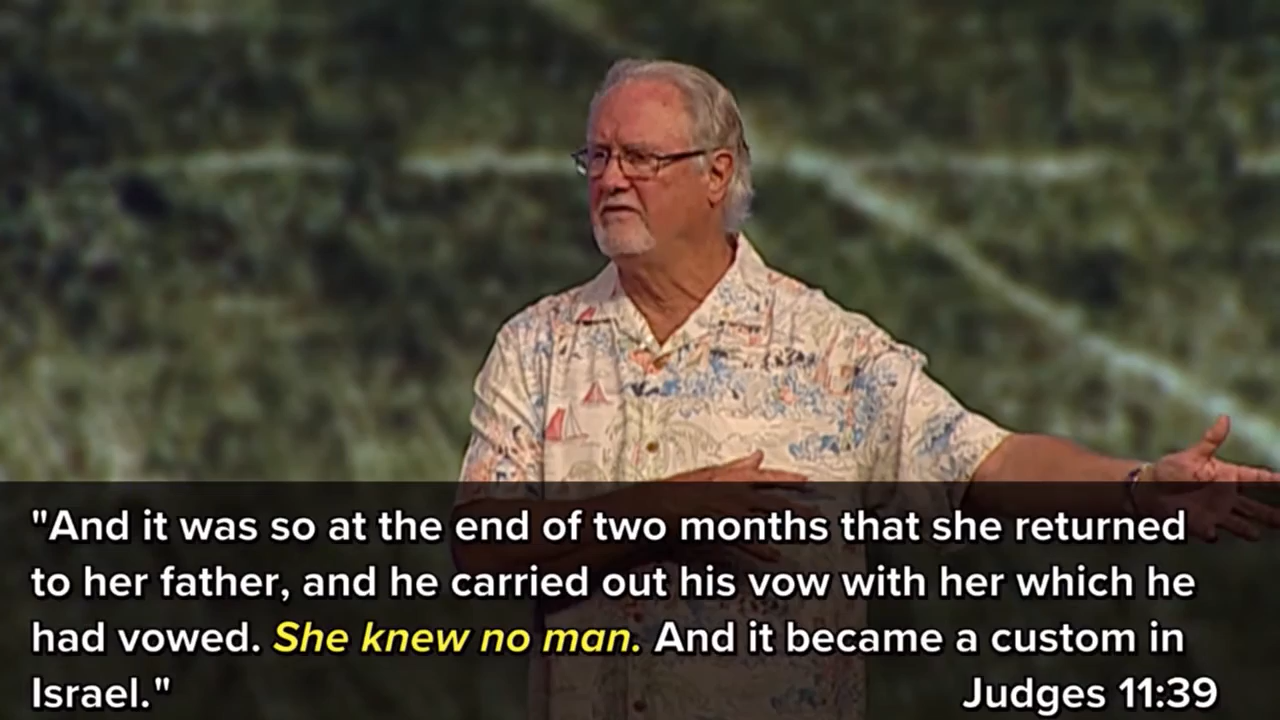 "And it was so at the end of two months that she returned
to her father, and he carried out his vow with her which he
had vowed. She knew no man. And it became a custom in
Israel." Judges 11:39